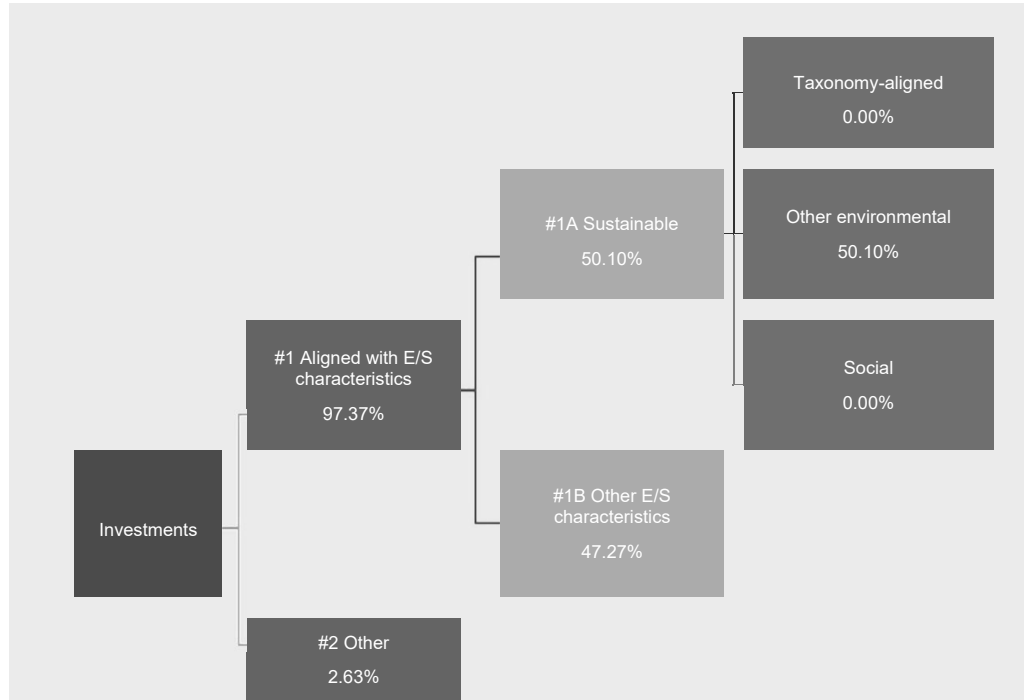 Taxonomy-aligned
0.00%
#1A Sustainable
50.10%
Other environmental
50.10%
#1 Aligned with E/S
characteristics
97.37%
Social
0.00%
Investments
#1B Other E/S
characteristics
47.27%
#2 Other
2.63%